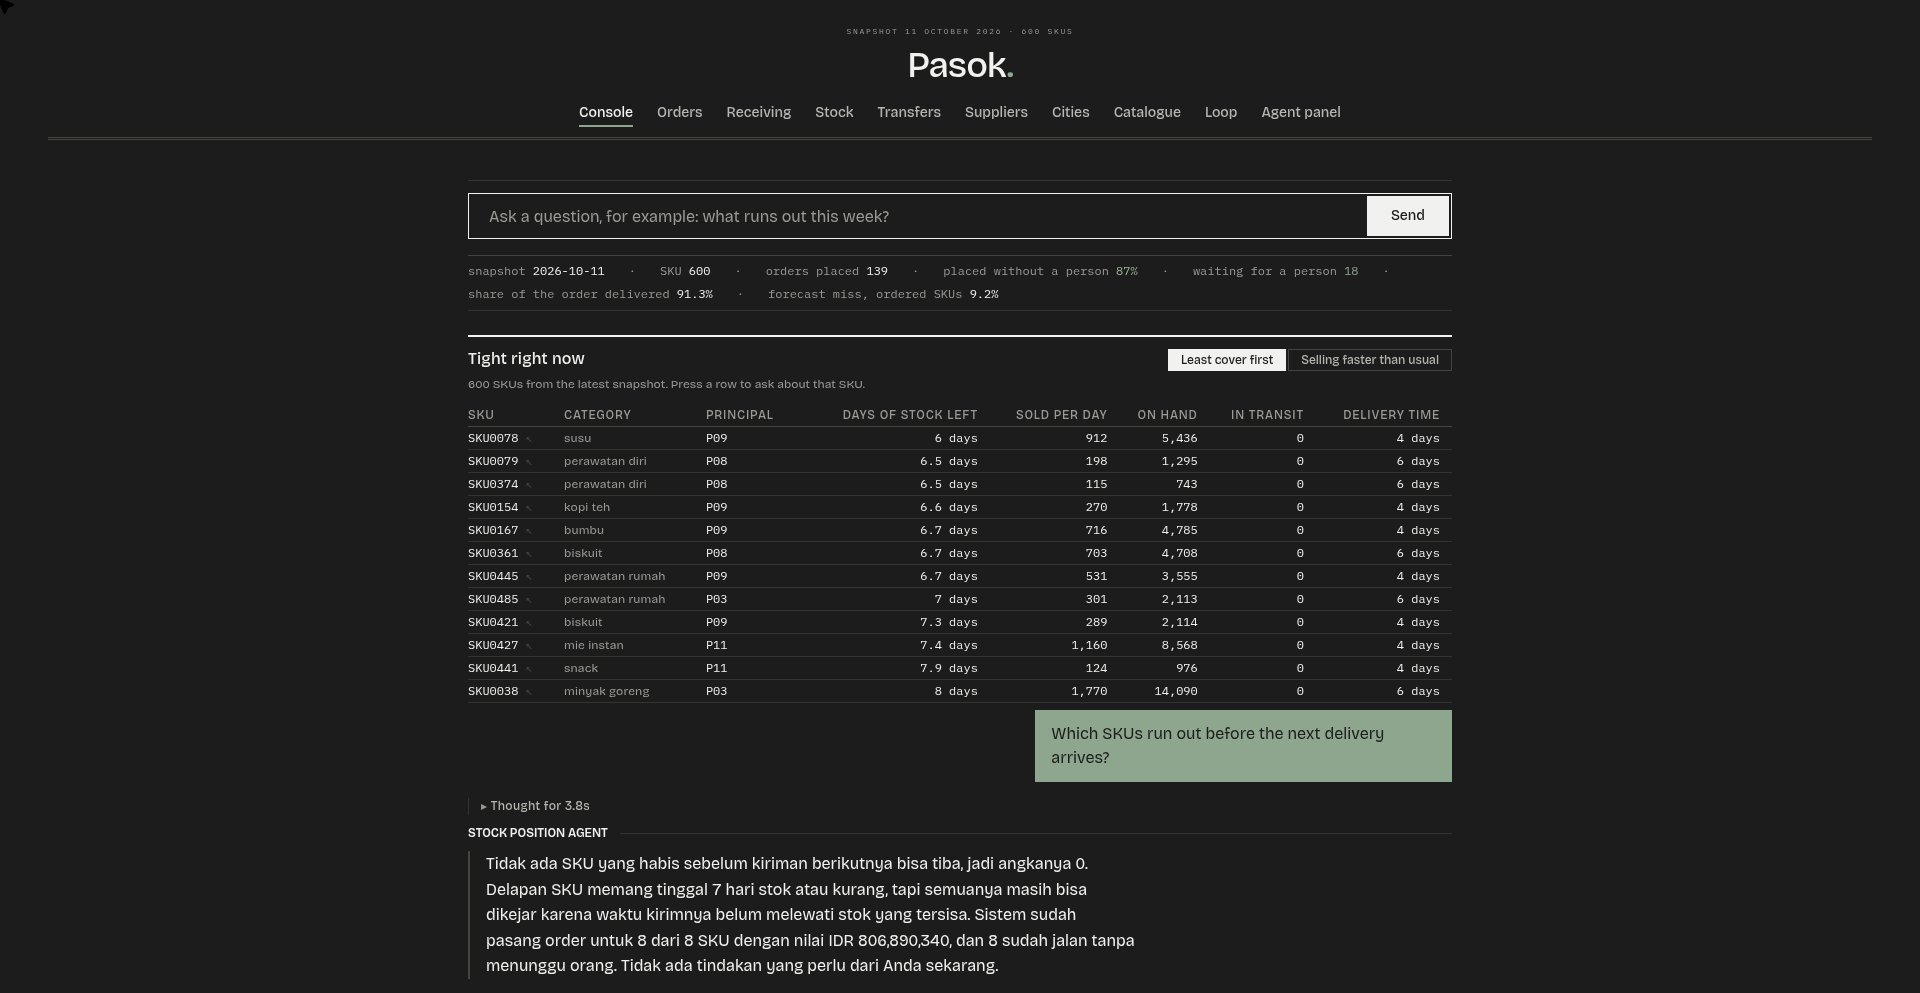 SNAPSHOT 11 OCTOBER 2026 · 600 SKUS
Pasok.
Console Orders Receiving Stock Transfers Suppliers Cities Catalogue Loop Agent panel
Ask a question, for example: what runs out this week? Send
snapshot 2026-10-11 · SKU 600 · orders placed 139 · placed without a person 87% · waiting for a person 18 ·
share of the order delivered 91.3% · forecast miss, ordered SKUs 9.2%
Tight right now Least cover first Selling faster than usual
600 SKUs from the latest snapshot. Press a row to ask about that SKU.
SKU CATEGORY PRINCIPAL DAYS OF STOCK LEFT SOLD PER DAY ON HAND IN TRANSIT DELIVERY TIME
SKU0078 susu P09 6 days 912 5,436 0 4 days
SKU0079 perawatan diri P08 6.5 days 198 1,295 0 6 days
SKU0374 perawatan diri P08 6.5 days 115 743 0 6 days
SKU0154 kopi teh P09 6.6 days 270 1,778 0 4 days
SKU0167 bumbu P09 6.7 days 716 4,785 0 4 days
SKU0361 biskuit P08 6.7 days 703 4,708 0 6 days
SKU0445 perawatan rumah P09 6.7 days 531 3,555 0 4 days
SKU0485 perawatan rumah P03 7 days 301 2,113 0 6 days
SKU0421 biskuit P09 7.3 days 289 2,114 0 4 days
SKU0427 mie instan P11 7.4 days 1,160 8,568 0 4 days
SKU0441 snack P11 7.9 days 124 976 0 4 days
SKU0038 minyak goreng P03 8 days 1,770 14,090 0 6 days
Which SKUs run out before the next delivery
arrives?
▸ Thought for 3.8s
STOCK POSITION AGENT
Tidak ada SKU yang habis sebelum kiriman berikutnya bisa tiba, jadi angkanya 0.
Delapan SKU memang tinggal 7 hari stok atau kurang, tapi semuanya masih bisa
dikejar karena waktu kirimnya belum melewati stok yang tersisa. Sistem sudah
pasang order untuk 8 dari 8 SKU dengan nilai IDR 806,890,340, dan 8 sudah jalan tanpa
menunggu orang. Tidak ada tindakan yang perlu dari Anda sekarang.